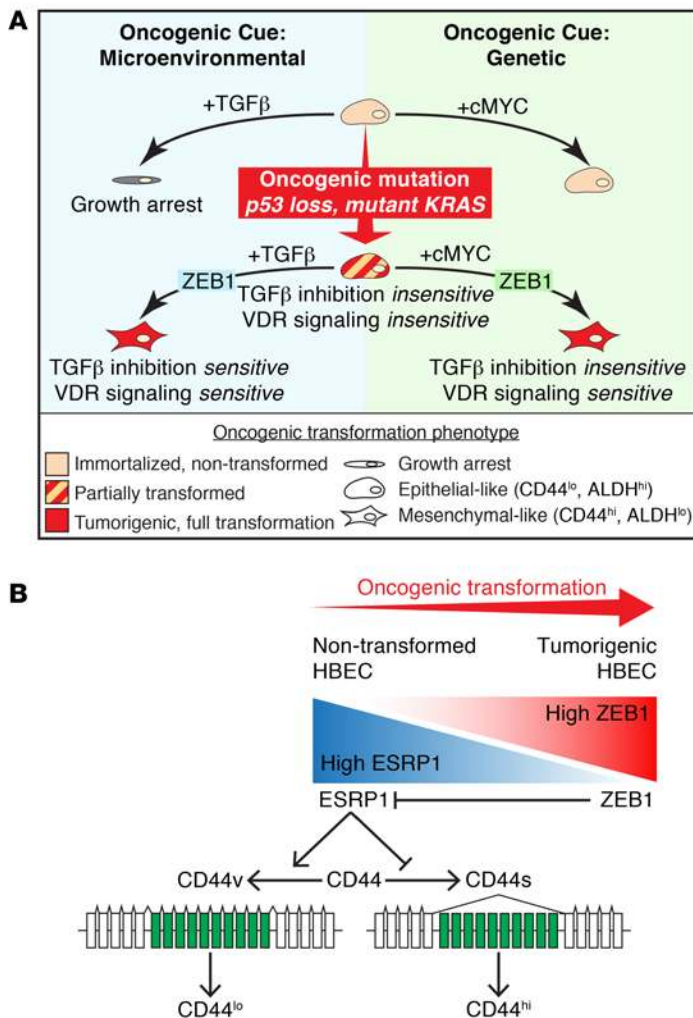 A
Oncogenic Cue:
Microenvironmental
Oncogenic Cue:
Genetic
+TGFβ
+cMYC
Growth arrest
Oncogenic mutation
p53 loss, mutant KRAS
+TGFβ
+cMYC
ZEB1
ZEB1
TGFβ inhibition insensitive
VDR signaling insensitive
TGFβ inhibition sensitive
VDR signaling sensitive
TGFβ inhibition insensitive
VDR signaling sensitive
Oncogenic transformation phenotype
Immortalized, non-transformed
Partially transformed
Tumorigenic, full transformation
Growth arrest
Epithelial-like (CD44lo, ALDHhi)
Mesenchymal-like (CD44hi, ALDHlo)
B
Oncogenic transformation
Non-transformed
HBEC
Tumorigenic
HBEC
High ZEB1
High ESRP1
ESRP1
ZEB1
CD44v
CD44
CD44s
CD44lo
CD44hi